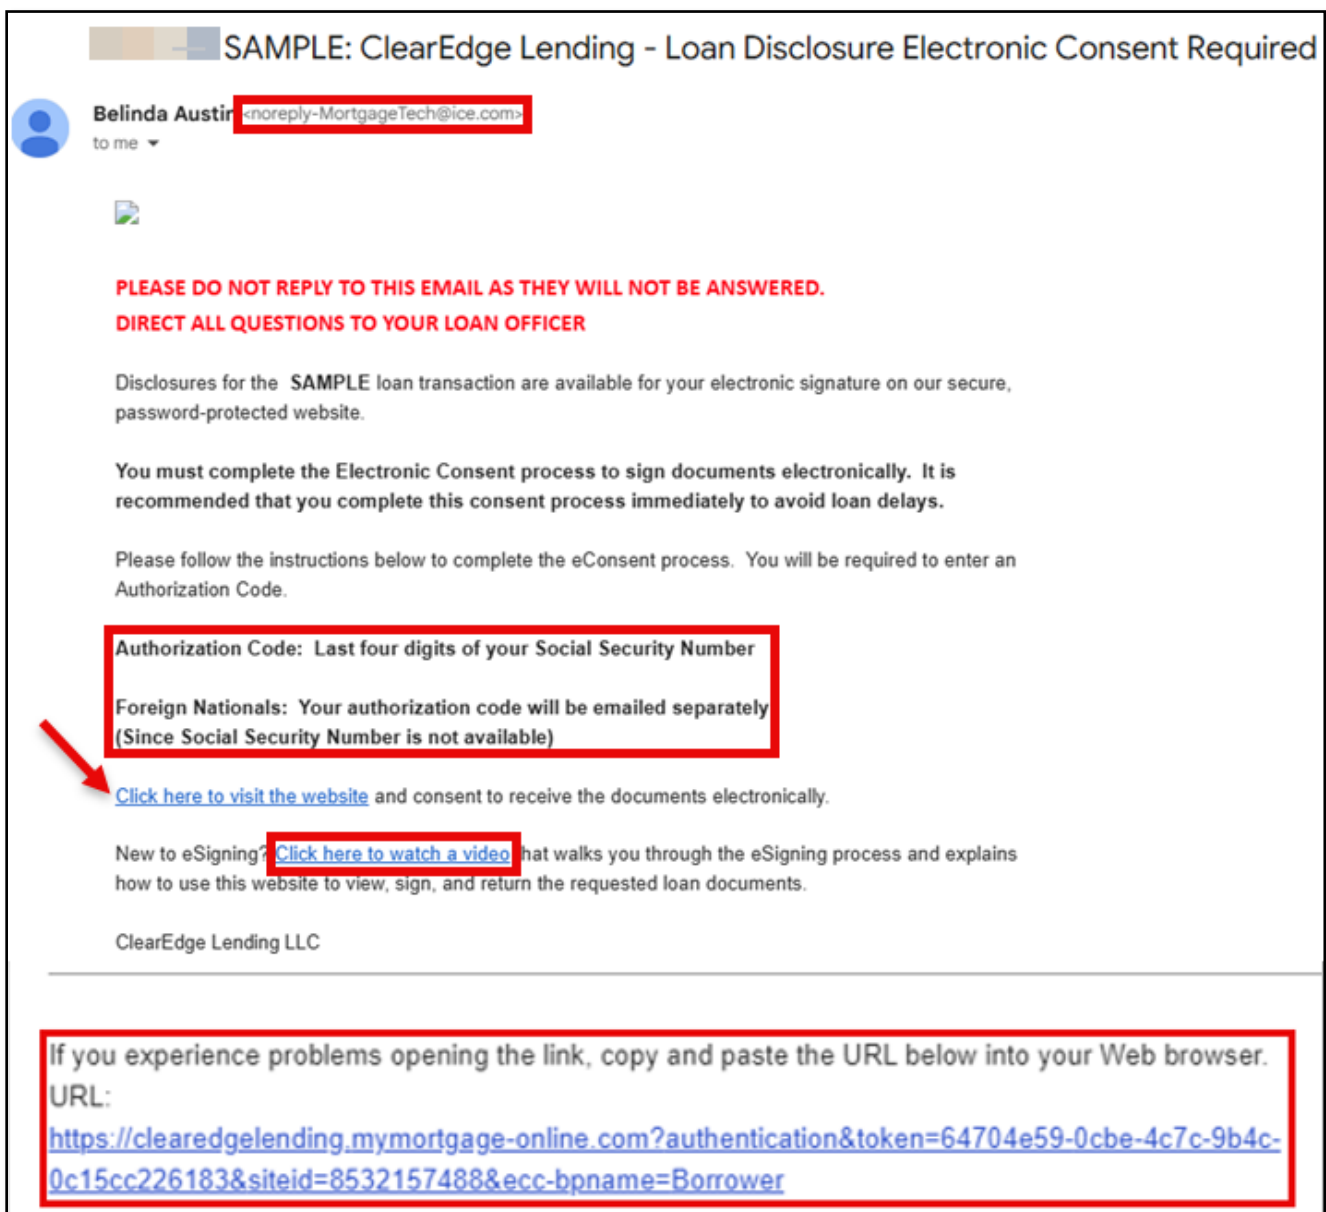 SAMPLE: ClearEdge Lending - Loan Disclosure Electronic Consent Required
Belinda Austin <noreply-MortgageTech@ice.com>
to me
PLEASE DO NOT REPLY TO THIS EMAIL AS THEY WILL NOT BE ANSWERED.
DIRECT ALL QUESTIONS TO YOUR LOAN OFFICER
Disclosures for the SAMPLE loan transaction are available for your electronic signature on our secure,
password-protected website.
You must complete the Electronic Consent process to sign documents electronically. It is
recommended that you complete this consent process immediately to avoid loan delays.
Please follow the instructions below to complete the eConsent process. You will be required to enter an
Authorization Code.
Authorization Code: Last four digits of your Social Security Number
Foreign Nationals: Your authorization code will be emailed separately
(Since Social Security Number is not available)
Click here to visit the website and consent to receive the documents electronically.
New to eSigning? Click here to watch a video that walks you through the eSigning process and explains
how to use this website to view, sign, and return the requested loan documents.
ClearEdge Lending LLC
If you experience problems opening the link, copy and paste the URL below into your Web browser.
URL:
https://clearedgelending.mymortgage-online.com?authentication&token=64704e59-0cbe-4c7c-9b4c-
0c15cc226183&siteid=8532157488&ecc-bpname=Borrower